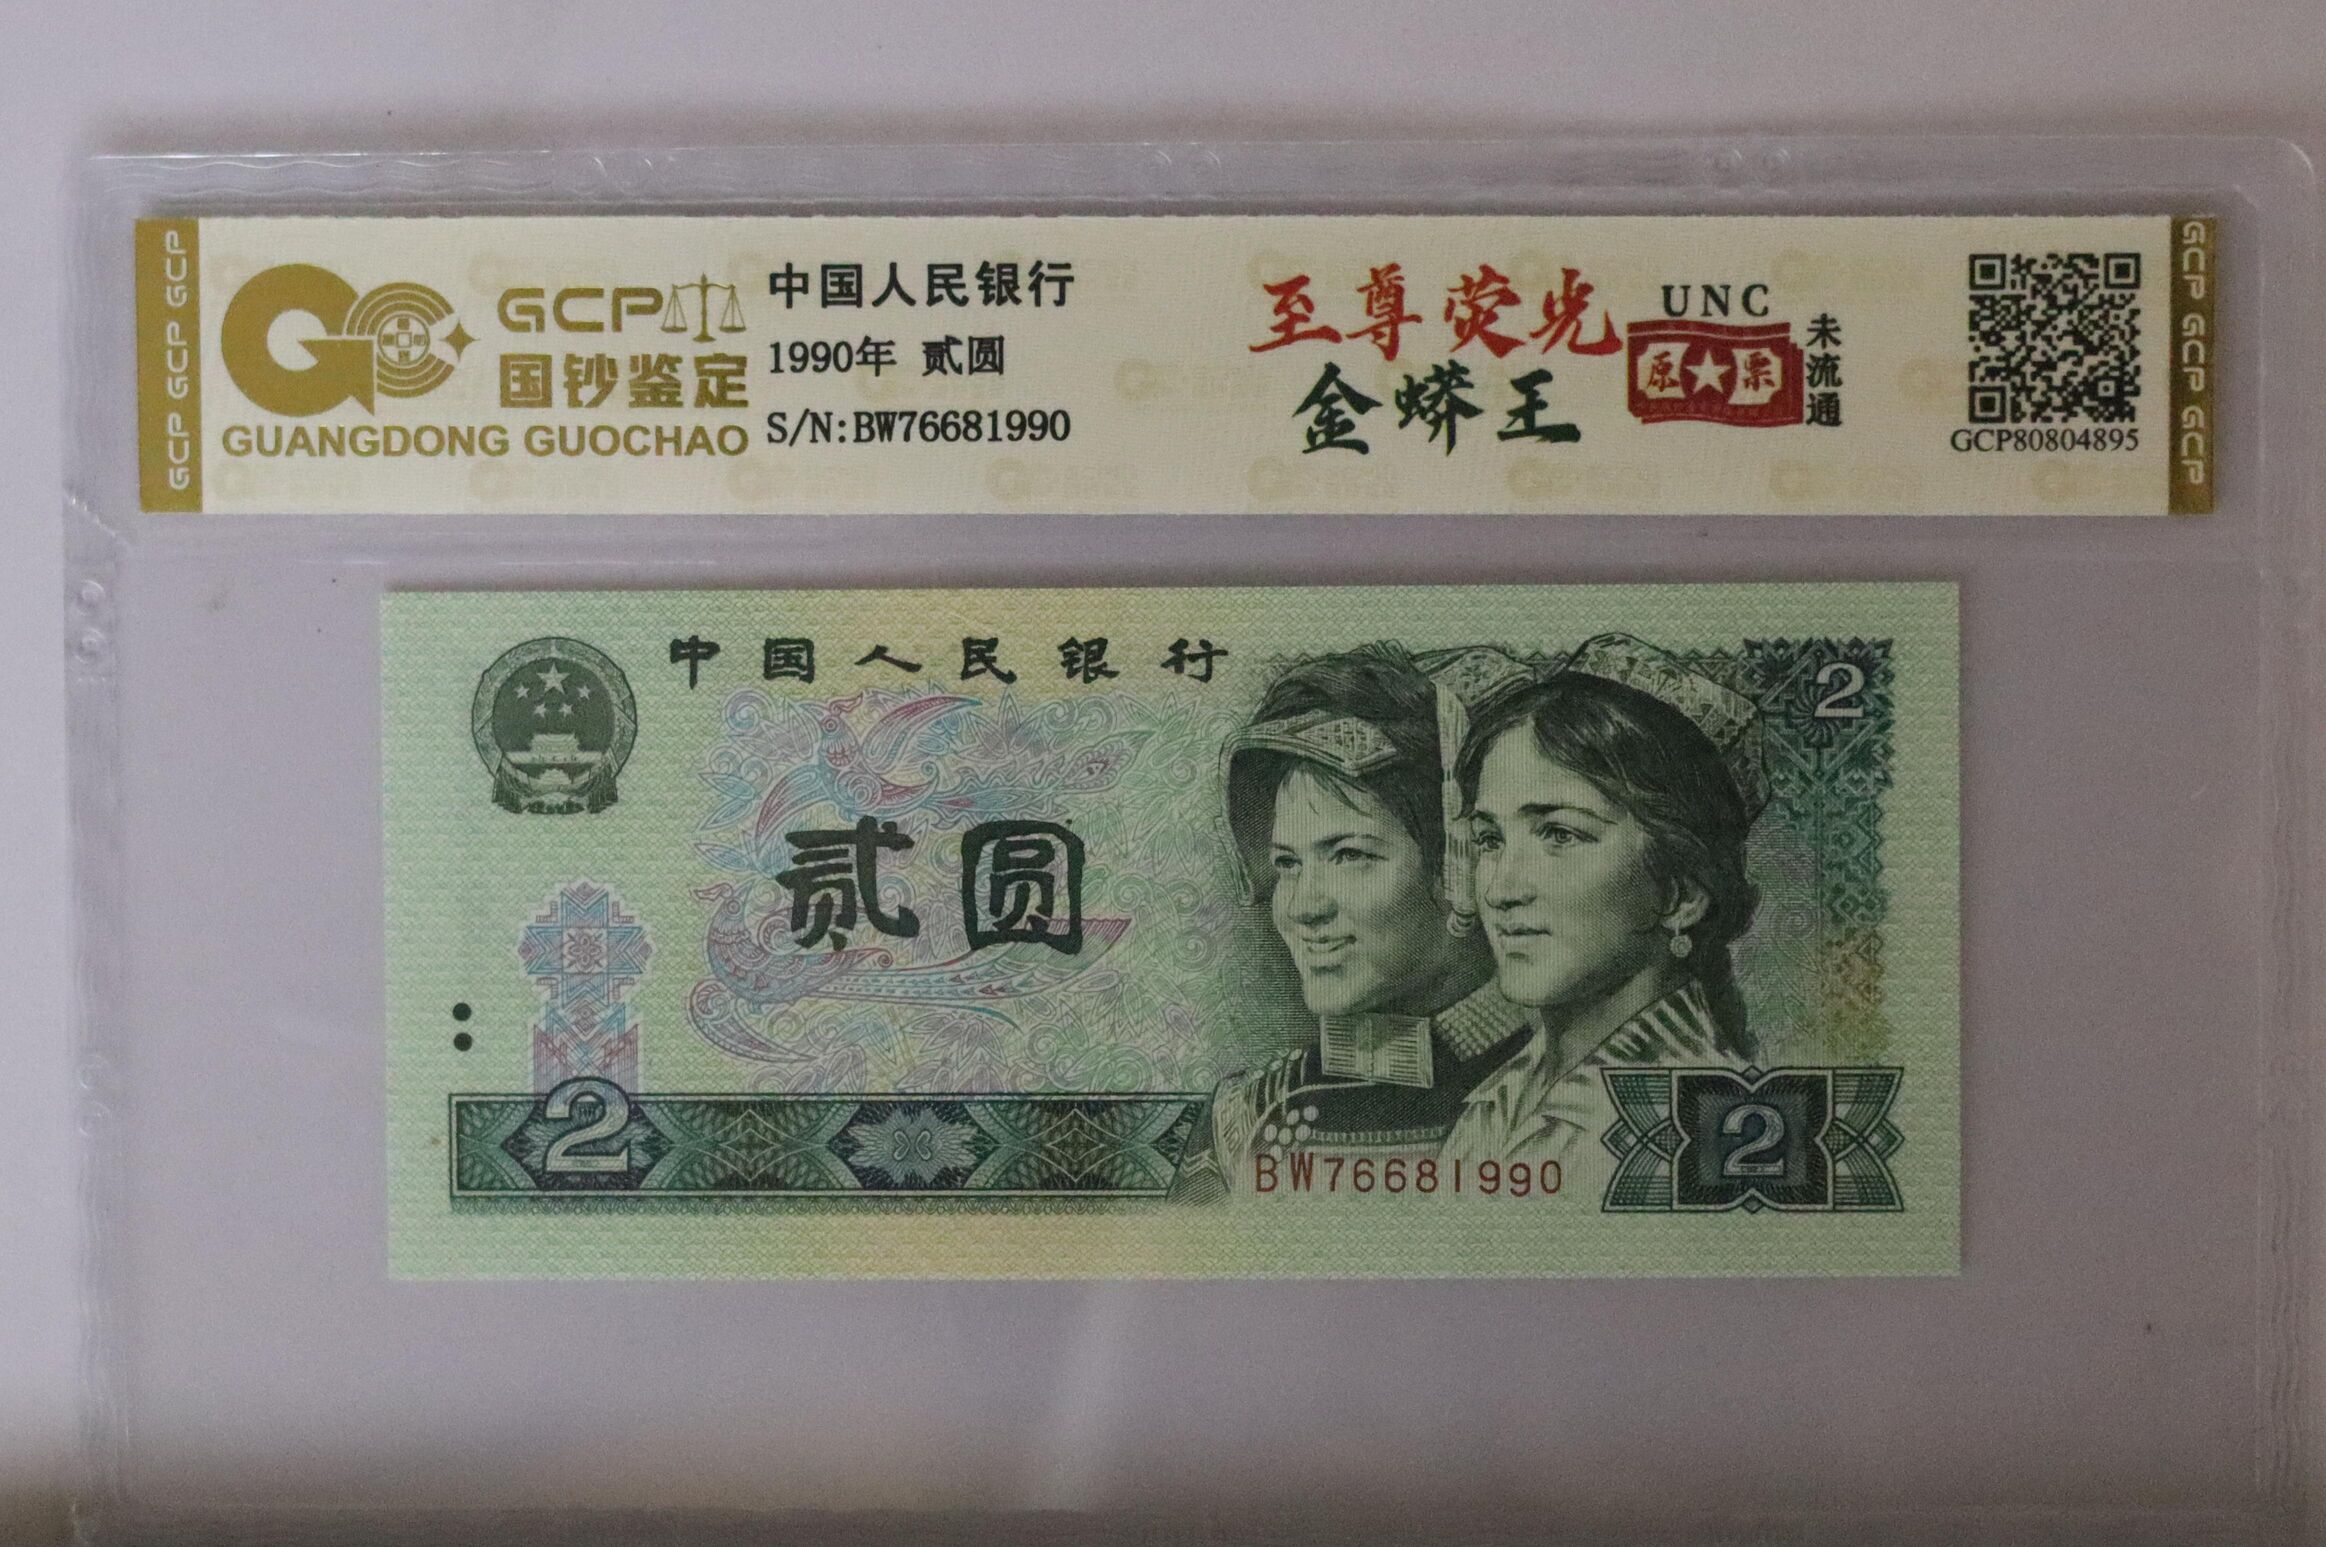 GCP GCP GCP
GCP
国钞鉴定
GUANGDONG GUOCHAO
中国人民银行
1990年 贰圆
S/N:BW76681990
至尊荧光
金蟒王
UNC
原票
未流通
GCP80804895
GCP GCP GCP
中国人民银行
2
贰圆
2
BW76681990
2